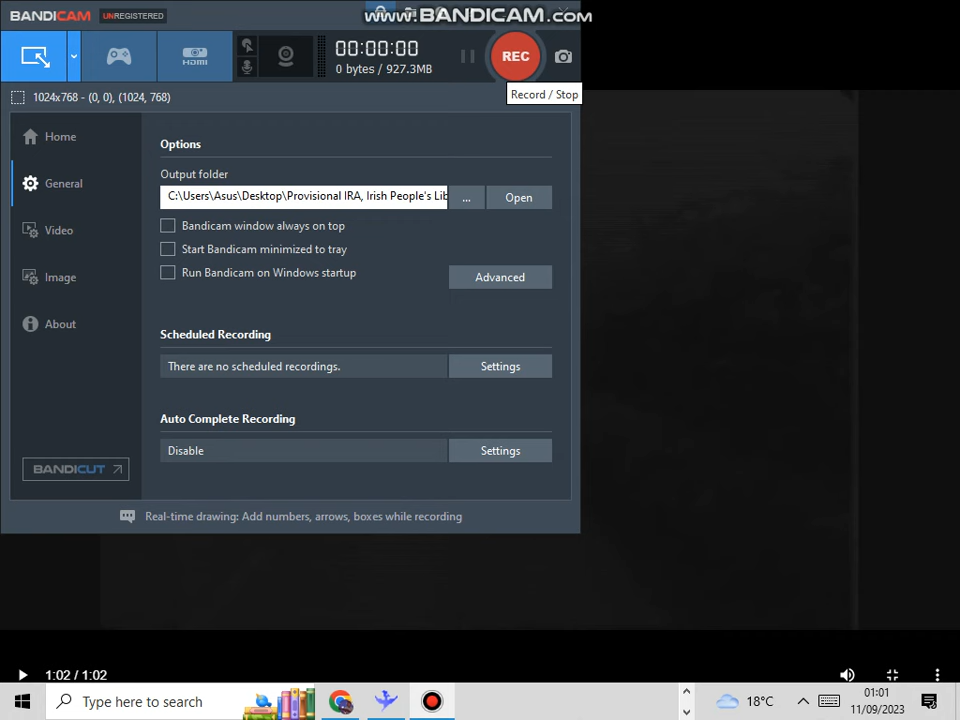 BANDICAM UNREGISTERED
www.BANDICAM.com
HDMI
00:00:00
0 bytes / 927.3MB
REC
Record / Stop
1024x768 - (0, 0), (1024, 768)
Home
General
Video
Image
About
BANDICUT
Options
Output folder
C:\Users\Asus\Desktop\Provisional IRA, Irish People's Lib
...
Open
Bandicam window always on top
Start Bandicam minimized to tray
Run Bandicam on Windows startup
Advanced
Scheduled Recording
There are no scheduled recordings.
Settings
Auto Complete Recording
Disable
Settings
Real-time drawing: Add numbers, arrows, boxes while recording
1:02 / 1:02
Type here to search
18°C
01:01
11/09/2023